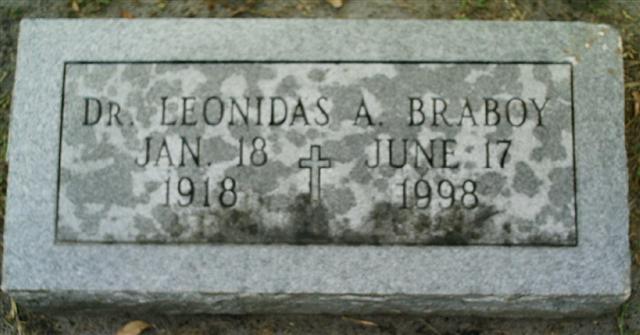 DR. LEONIDAS A. BRABOY
JAN. 18 JUNE 17
1918 1998